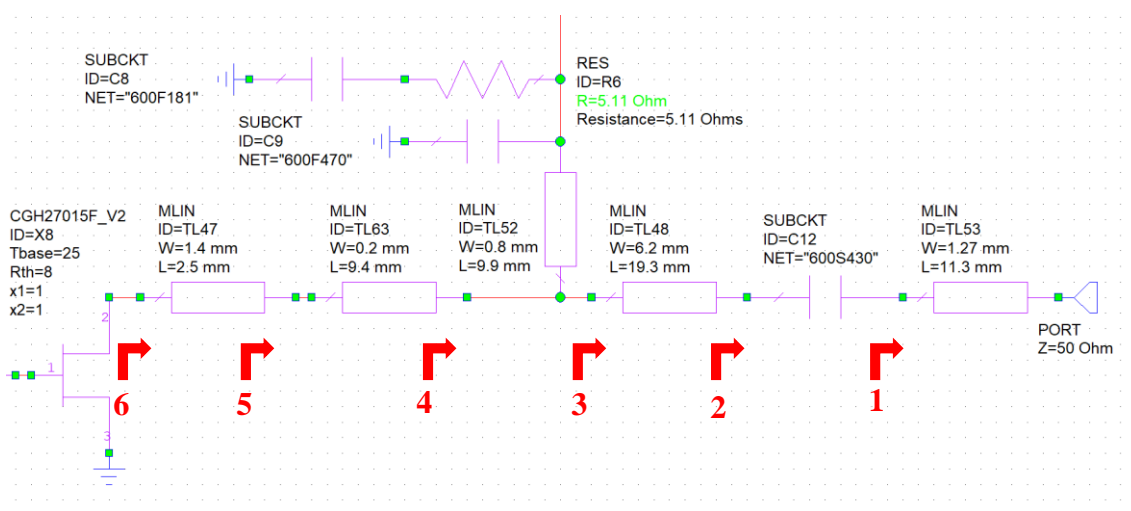 SUBCKT
ID=C8
NET="600F181"
RES
ID=R6
R=5.11 Ohm
Resistance=5.11 Ohms
SUBCKT
ID=C9
NET="600F470"
CGH27015F_V2
ID=X8
Tbase=25
Rth=8
x1=1
x2=1
MLIN
ID=TL47
W=1.4 mm
L=2.5 mm
MLIN
ID=TL63
W=0.2 mm
L=9.4 mm
MLIN
ID=TL52
W=0.8 mm
L=9.9 mm
MLIN
ID=TL48
W=6.2 mm
L=19.3 mm
SUBCKT
ID=C12
NET="600S430"
MLIN
ID=TL53
W=1.27 mm
L=11.3 mm
PORT
Z=50 Ohm
2
1
3
6
5
4
3
2
1